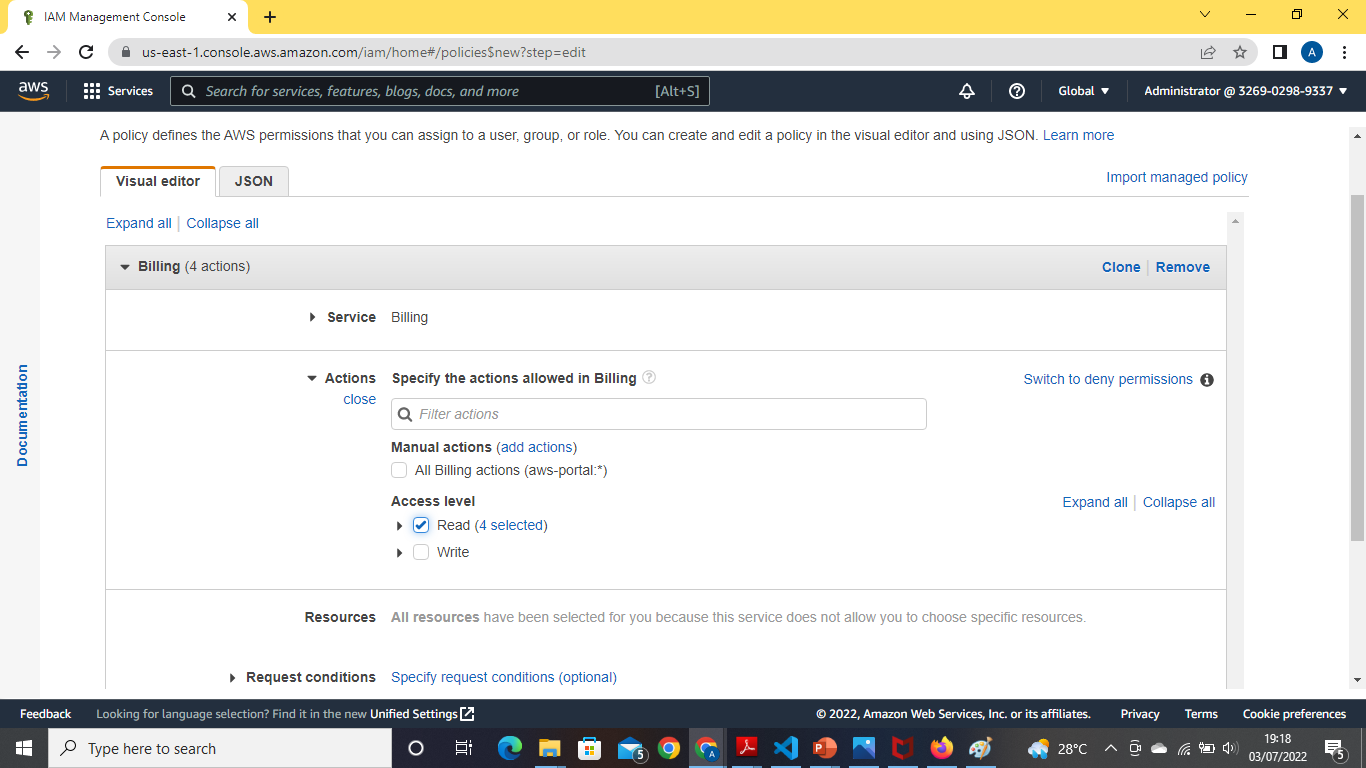 IAM Management Console
us-east-1.console.aws.amazon.com/iam/home#/policies$new?step=edit
A
aws
Services
Search for services, features, blogs, docs, and more
[Alt+S]
Global
Administrator @ 3269-0298-9337
A policy defines the AWS permissions that you can assign to a user, group, or role. You can create and edit a policy in the visual editor and using JSON. Learn more
Visual editor
JSON
Import managed policy
Expand all | Collapse all
Billing (4 actions)
Clone | Remove
Service Billing
Documentation
Actions Specify the actions allowed in Billing ?
Switch to deny permissions i
close
Filter actions
Manual actions (add actions)
All Billing actions (aws-portal:*)
Access level
Expand all | Collapse all
Read (4 selected)
Write
Resources All resources have been selected for you because this service does not allow you to choose specific resources.
Request conditions Specify request conditions (optional)
Feedback
Looking for language selection? Find it in the new Unified Settings
© 2022, Amazon Web Services, Inc. or its affiliates.
Privacy
Terms
Cookie preferences
Type here to search
5
A
28°C
19:18
03/07/2022
5